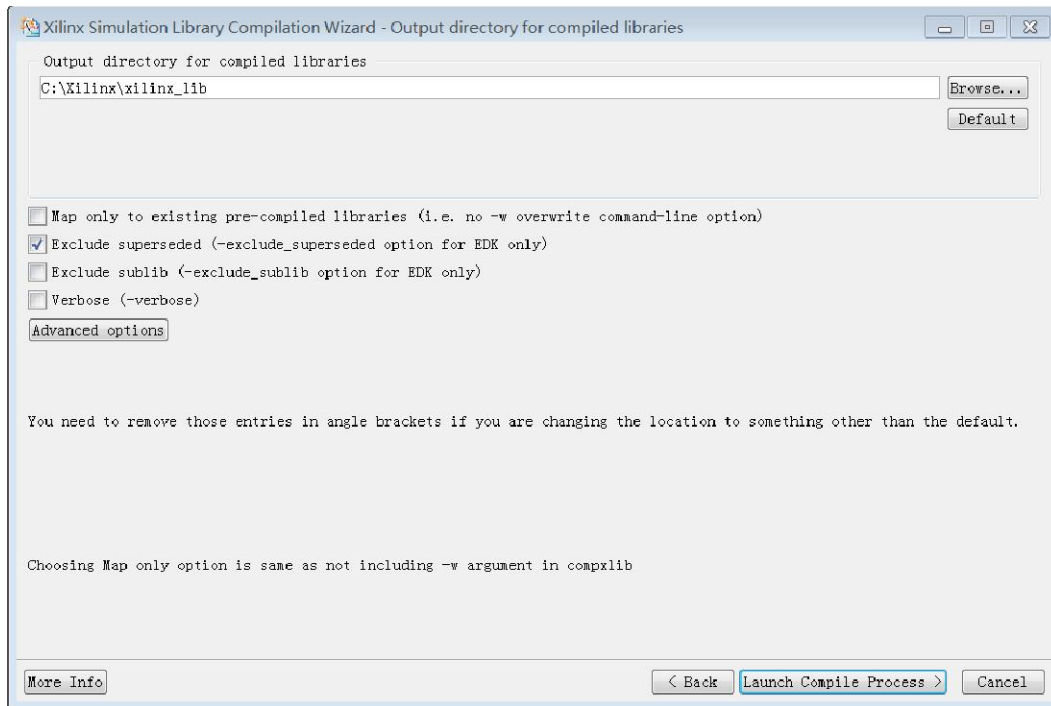 Xilinx Simulation Library Compilation Wizard - Output directory for compiled libraries
Output directory for compiled libraries
C:\Xilinx\xilinx_lib
Browse...
Default
Map only to existing pre-compiled libraries (i.e. no -w overwrite command-line option)
Exclude superseded (-exclude_superseded option for EDK only)
Exclude sublib (-exclude_sublib option for EDK only)
Verbose (-verbose)
Advanced options
You need to remove those entries in angle brackets if you are changing the location to something other than the default.
Choosing Map only option is same as not including -w argument in compxlib
More Info
< Back
Launch Compile Process >
Cancel